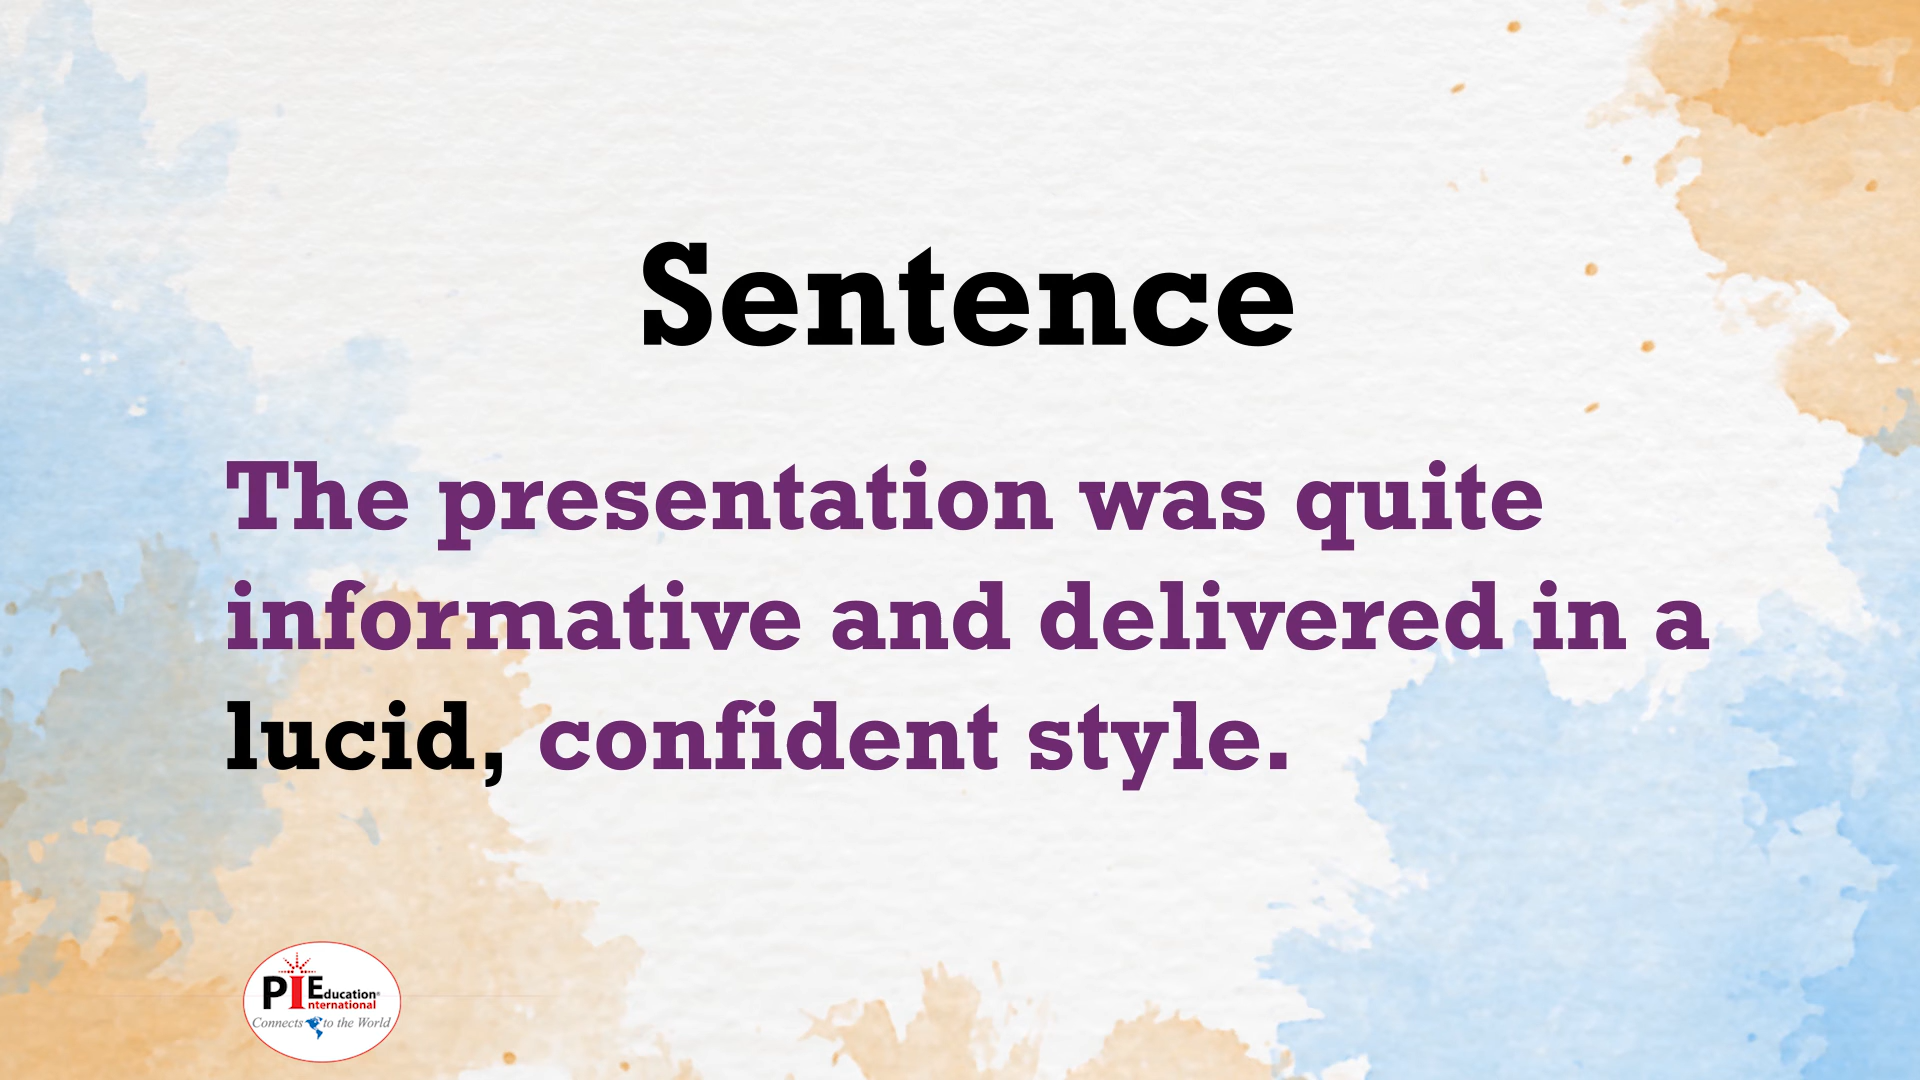 Sentence
The presentation was quite
informative and delivered in a
lucid, confident style.
PIEducation®
International
Connects to the World